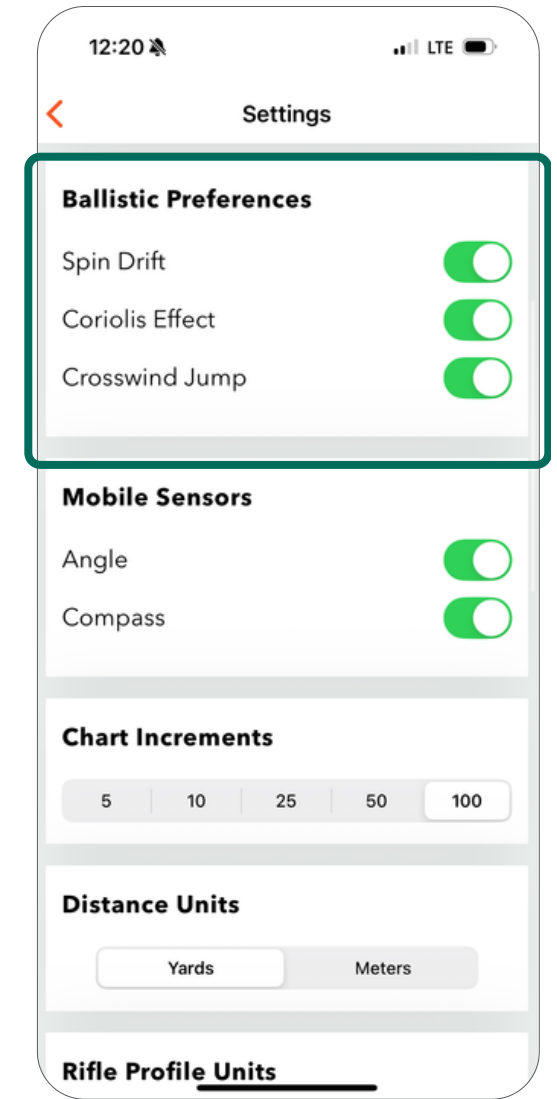 12:20 LTE
Settings
Ballistic Preferences
Spin Drift
Coriolis Effect
Crosswind Jump
Mobile Sensors
Angle
Compass
Chart Increments
5 10 25 50 100
Distance Units
Yards Meters
Rifle Profile Units